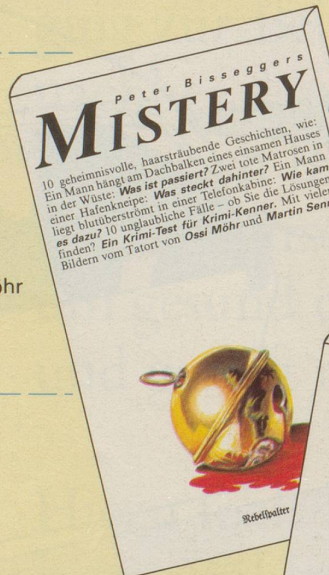 Peter Bisseggers
MISTERY
10 geheimnisvolle, haarsträubende Geschichten, wie:
Ein Mann hängt am Dachbalken eines einsamen Hauses
in der Wüste: Was ist passiert? Zwei tote Matrosen in
einer Hafenkneipe: Was steckt dahinter? Ein Mann
liegt blutüberströmt in einer Telefonkabine: Wie kam
es dazu? 10 unglaubliche Fälle – ob Sie die Lösungen
finden? Ein Krimi-Test für Krimi-Kenner. Mit vielen
Bildern vom Tatort von Ossi Möhr und Martin Senn
öhr
Nebelspalter